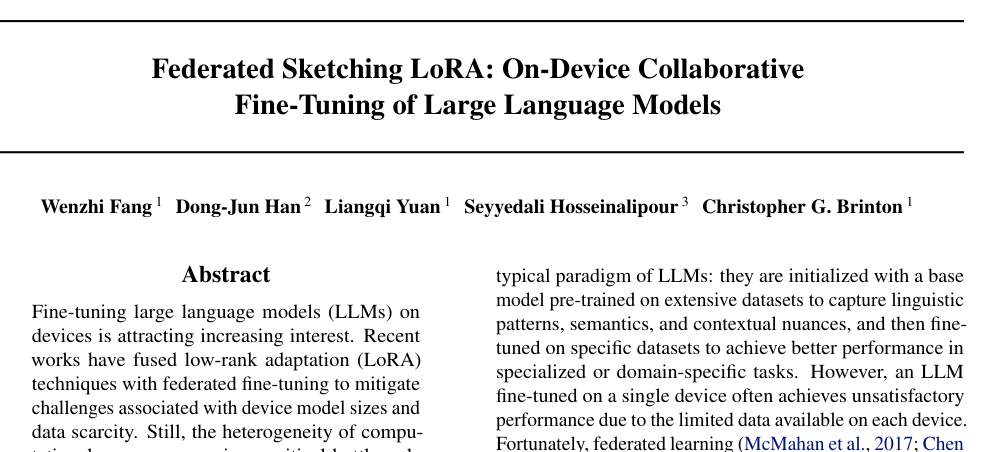 Federated Sketching LoRA: On-Device Collaborative
Fine-Tuning of Large Language Models
Wenzhi Fang 1 Dong-Jun Han 2 Liangqi Yuan 1 Seyyedali Hosseinalipour 3 Christopher G. Brinton 1
Abstract
Fine-tuning large language models (LLMs) on
devices is attracting increasing interest. Recent
works have fused low-rank adaptation (LoRA)
techniques with federated fine-tuning to mitigate
challenges associated with device model sizes and
data scarcity. Still, the heterogeneity of compu-
typical paradigm of LLMs: they are initialized with a base
model pre-trained on extensive datasets to capture linguistic
patterns, semantics, and contextual nuances, and then fine-
tuned on specific datasets to achieve better performance in
specialized or domain-specific tasks. However, an LLM
fine-tuned on a single device often achieves unsatisfactory
performance due to the limited data available on each device.
Fortunately, federated learning (McMahan et al., 2017; Chen